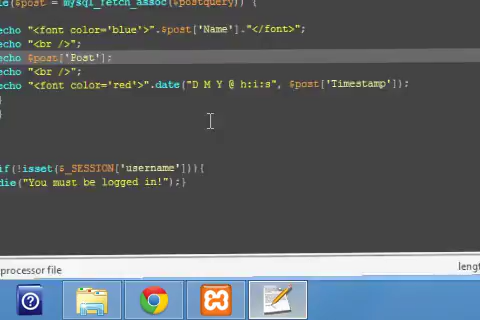 le($post = mysql_fetch_assoc($postquery)) {
echo "<font color='blue'>".$post['Name']."</font>";
echo "<br />";
echo $post['Post'];
echo "<br />";
echo "<font color='red'>".date("D M Y @ h:i:s", $post['Timestamp']);
}
}
if(!isset($_SESSION['username'])){
die("You must be logged in!");}
processor file
lengt